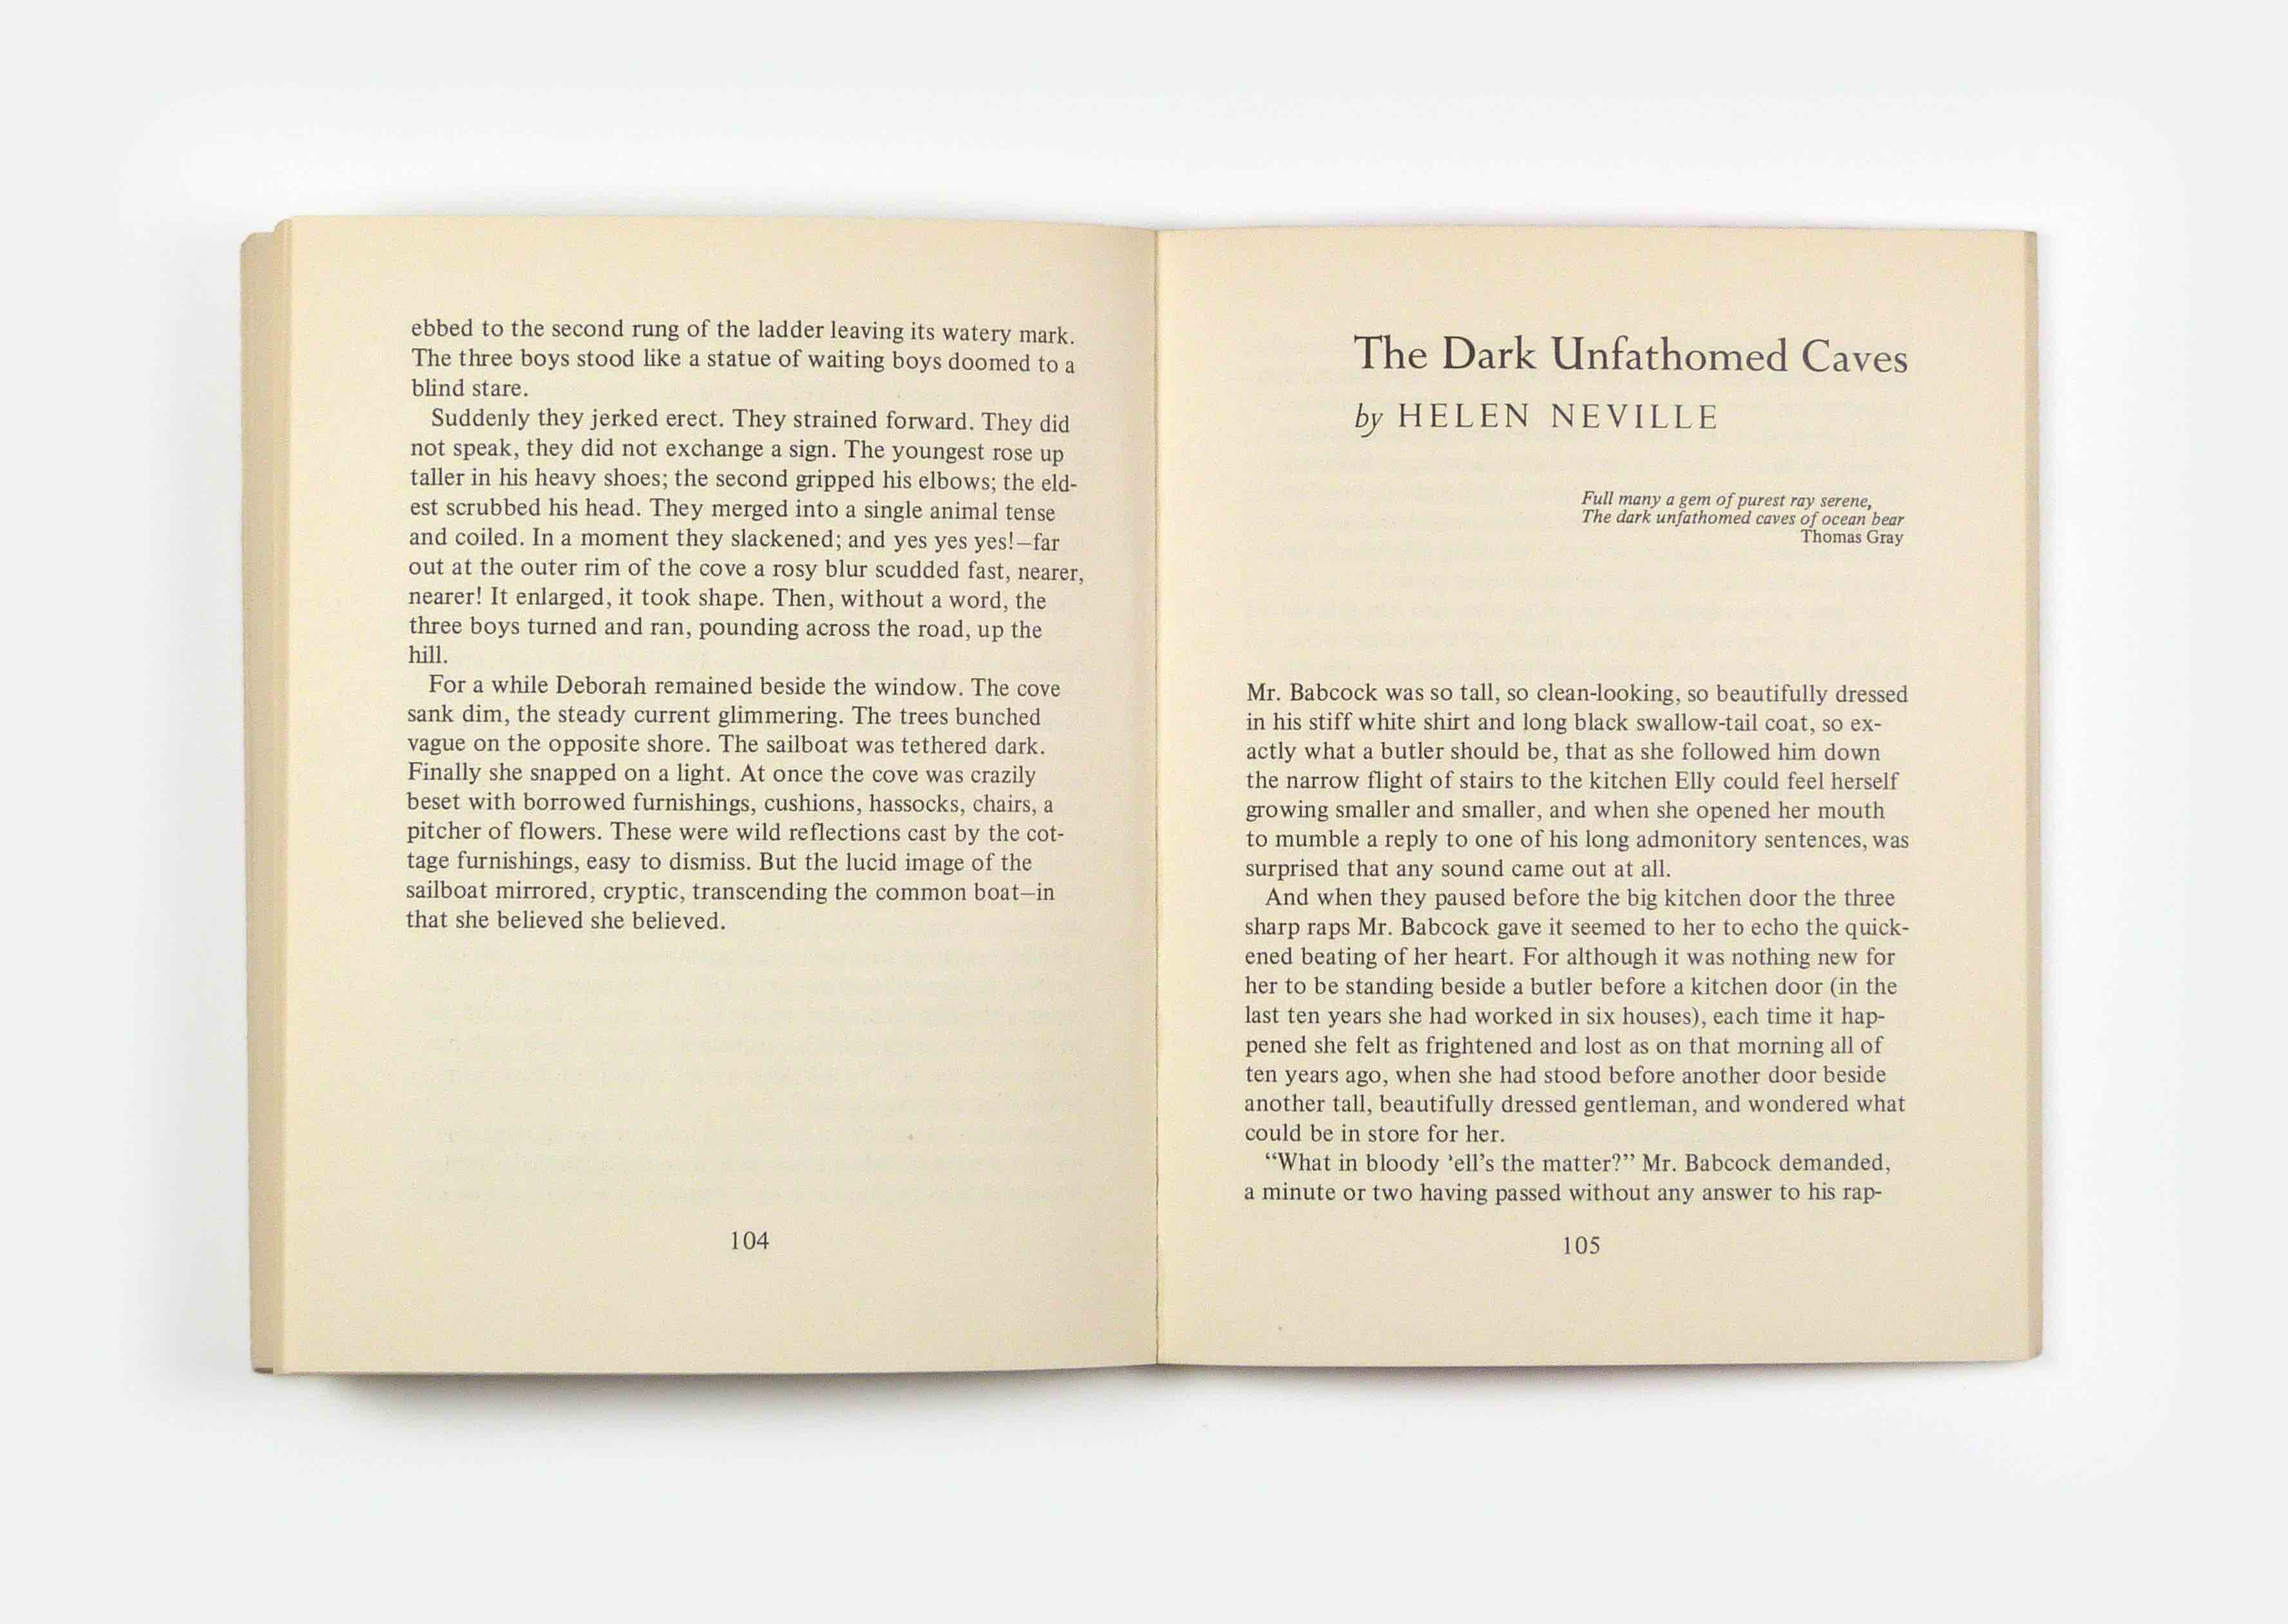 ebbed to the second rung of the ladder leaving its watery mark.
The three boys stood like a statue of waiting boys doomed to a
blind stare.
Suddenly they jerked erect. They strained forward. They did
not speak, they did not exchange a sign. The youngest rose up
taller in his heavy shoes; the second gripped his elbows; the eld-
est scrubbed his head. They merged into a single animal tense
and coiled. In a moment they slackened; and yes yes yes!—far
out at the outer rim of the cove a rosy blur scudded fast, nearer,
nearer! It enlarged, it took shape. Then, without a word, the
three boys turned and ran, pounding across the road, up the
hill.
For a while Deborah remained beside the window. The cove
sank dim, the steady current glimmering. The trees bunched
vague on the opposite shore. The sailboat was tethered dark.
Finally she snapped on a light. At once the cove was crazily
beset with borrowed furnishings, cushions, hassocks, chairs, a
pitcher of flowers. These were wild reflections cast by the cot-
tage furnishings, easy to dismiss. But the lucid image of the
sailboat mirrored, cryptic, transcending the common boat—in
that she believed she believed.
104
The Dark Unfathomed Caves
by HELEN NEVILLE
Full many a gem of purest ray serene,
The dark unfathomed caves of ocean bear
Thomas Gray
Mr. Babcock was so tall, so clean-looking, so beautifully dressed
in his stiff white shirt and long black swallow-tail coat, so ex-
actly what a butler should be, that as she followed him down
the narrow flight of stairs to the kitchen Elly could feel herself
growing smaller and smaller, and when she opened her mouth
to mumble a reply to one of his long admonitory sentences, was
surprised that any sound came out at all.
And when they paused before the big kitchen door the three
sharp raps Mr. Babcock gave it seemed to her to echo the quick-
ened beating of her heart. For although it was nothing new for
her to be standing beside a butler before a kitchen door (in the
last ten years she had worked in six houses), each time it hap-
pened she felt as frightened and lost as on that morning all of
ten years ago, when she had stood before another door beside
another tall, beautifully dressed gentleman, and wondered what
could be in store for her.
“What in bloody ’ell’s the matter?” Mr. Babcock demanded,
a minute or two having passed without any answer to his rap-
105